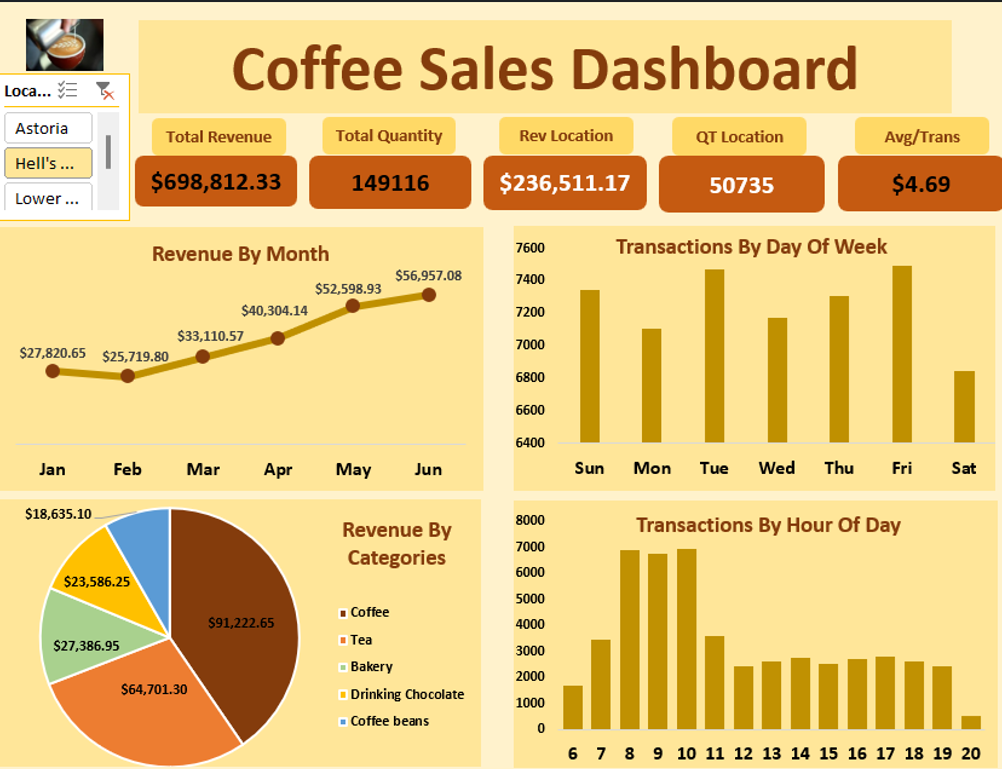 Coffee Sales Dashboard
Loca...
Astoria
Hell's ...
Lower ...
Total Revenue
$698,812.33
Total Quantity
149116
Rev Location
$236,511.17
QT Location
50735
Avg/Trans
$4.69
Revenue By Month
$27,820.65
$25,719.80
$33,110.57
$40,304.14
$52,598.93
$56,957.08
Jan Feb Mar Apr May Jun
Transactions By Day Of Week
7600
7400
7200
7000
6800
6600
6400
Sun Mon Tue Wed Thu Fri Sat
Revenue By
Categories
$18,635.10
$23,586.25
$27,386.95
$64,701.30
$91,222.65
Coffee
Tea
Bakery
Drinking Chocolate
Coffee beans
Transactions By Hour Of Day
8000
7000
6000
5000
4000
3000
2000
1000
0
6 7 8 9 10 11 12 13 14 15 16 17 18 19 20